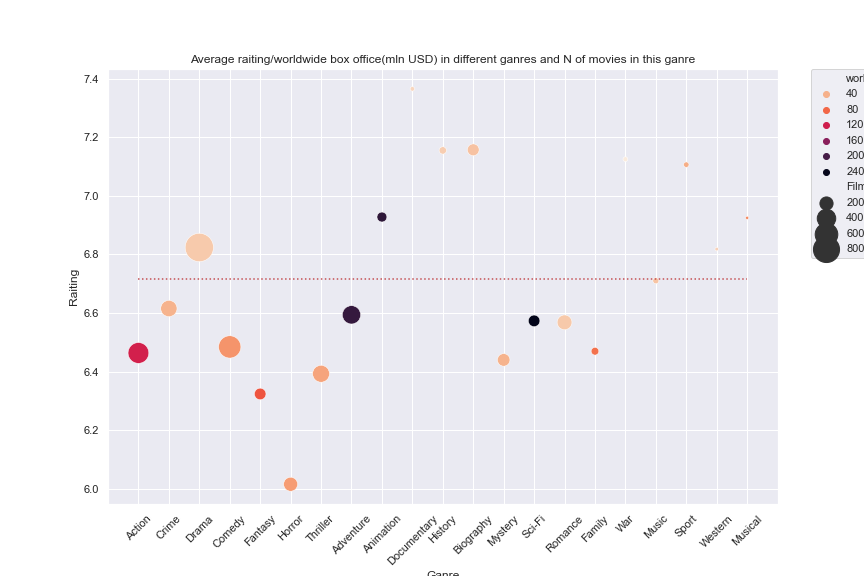 Average raiting/worldwide box office(mln USD) in different ganres and N of movies in this ganre
7.4
7.2
7.0
6.8
6.6
6.4
6.2
6.0
Raiting
Action
Crime
Drama
Comedy
Fantasy
Horror
Thriller
Adventure
Animation
Documentary
History
Biography
Mystery
Sci-Fi
Romance
Family
War
Music
Sport
Western
Musical
Ganre
worl
40
80
120
160
200
240
Film
200
400
600
800